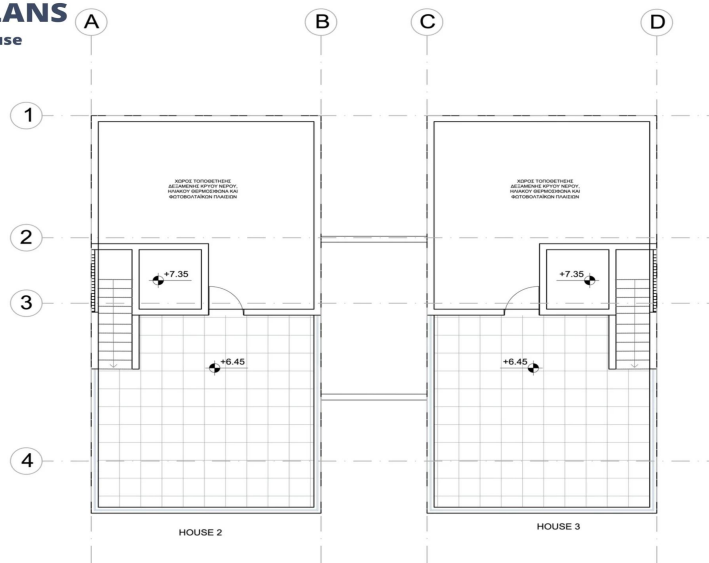 LANS
use
A
B
C
D
1
2
3
4
ΧΩΡΟΣ ΤΟΠΟΘΕΤΗΣΗΣ
ΔΕΞΑΜΕΝΗΣ ΚΡΥΟΥ ΝΕΡΟΥ,
ΗΛΙΑΚΟΥ ΘΕΡΜΟΣΙΦΩΝΑ ΚΑΙ
ΦΩΤΟΒΟΛΤΑΪΚΩΝ ΠΛΑΙΣΙΩΝ
ΧΩΡΟΣ ΤΟΠΟΘΕΤΗΣΗΣ
ΔΕΞΑΜΕΝΗΣ ΚΡΥΟΥ ΝΕΡΟΥ,
ΗΛΙΑΚΟΥ ΘΕΡΜΟΣΙΦΩΝΑ ΚΑΙ
ΦΩΤΟΒΟΛΤΑΪΚΩΝ ΠΛΑΙΣΙΩΝ
+7.35
+7.35
+6.45
+6.45
HOUSE 2
HOUSE 3